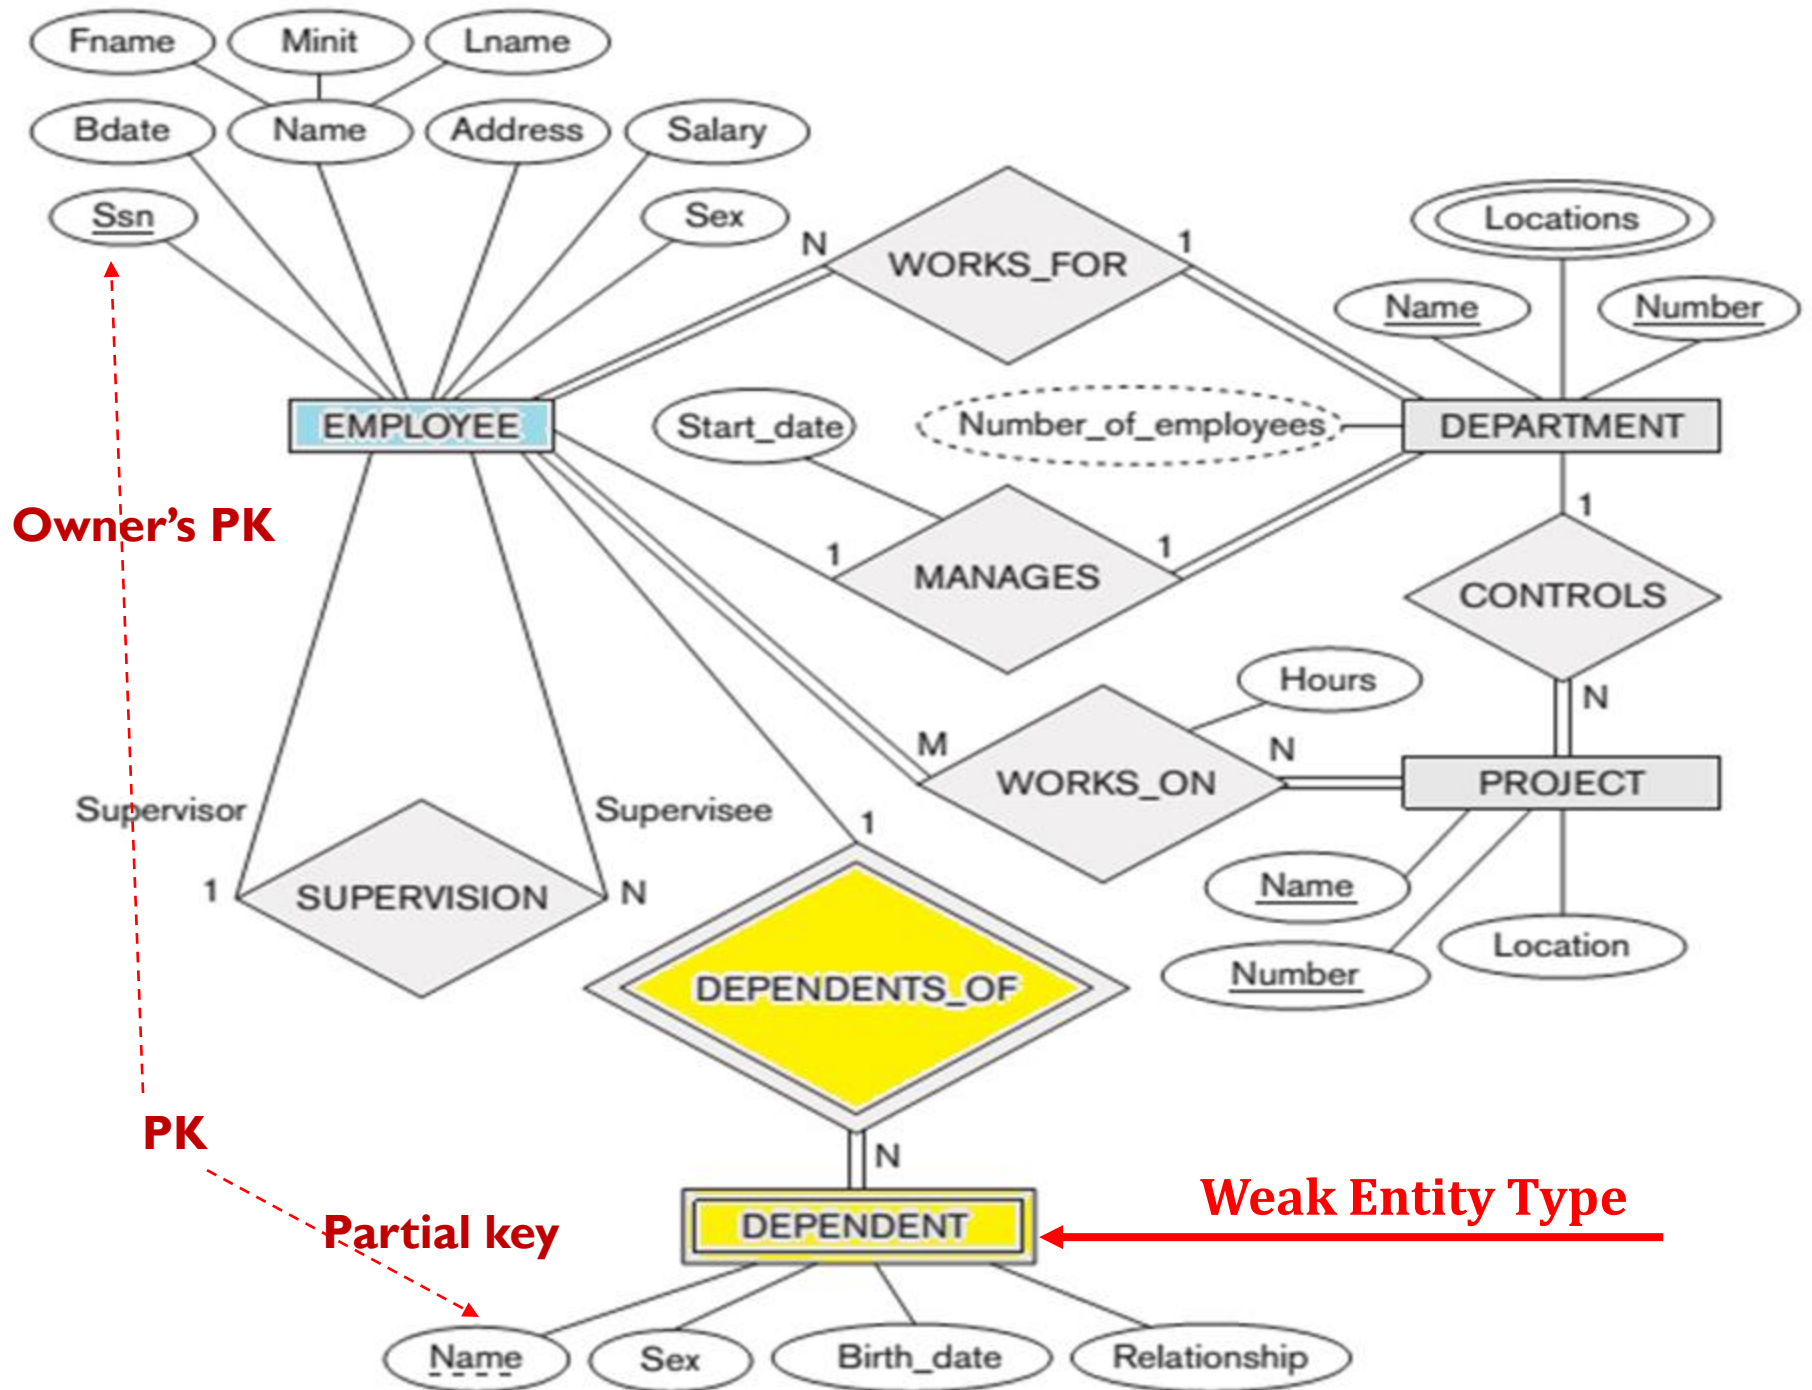 Fname
Minit
Lname
Bdate
Name
Address
Salary
Ssn
Sex
N
WORKS_FOR
1
Locations
Name
Number
EMPLOYEE
Start_date
Number_of_employees
DEPARTMENT
Owner's PK
1
MANAGES
1
1
CONTROLS
N
Hours
M
WORKS_ON
N
PROJECT
Supervisor
Supervisee
1
1
SUPERVISION
N
Name
Number
Location
DEPENDENTS_OF
PK
N
Partial key
DEPENDENT
Weak Entity Type
Name
Sex
Birth_date
Relationship